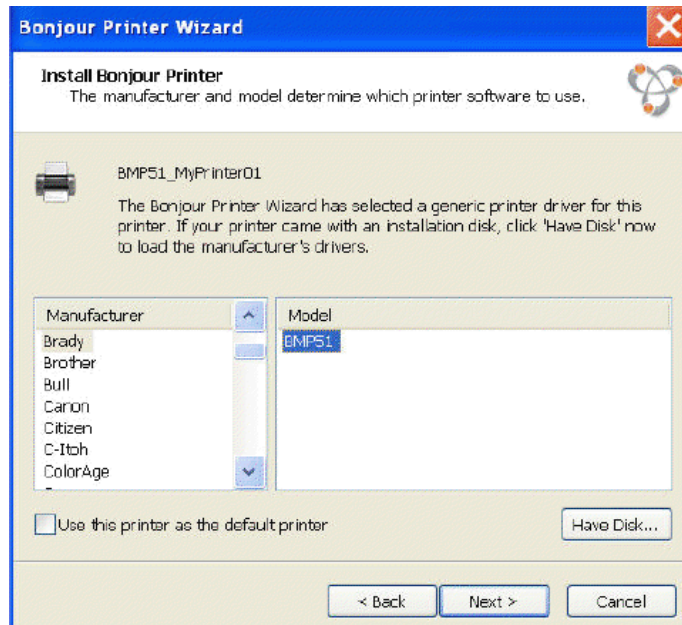 Bonjour Printer Wizard
Install Bonjour Printer
The manufacturer and model determine which printer software to use.
BMP51_MyPrinter01
The Bonjour Printer Wizard has selected a generic printer driver for this
printer. If your printer came with an installation disk, click 'Have Disk' now
to load the manufacturer's drivers.
Manufacturer
Model
Brady
BMP51
Brother
Bull
Canon
Citizen
C-Itoh
ColorAge
Use this printer as the default printer
Have Disk...
< Back
Next >
Cancel